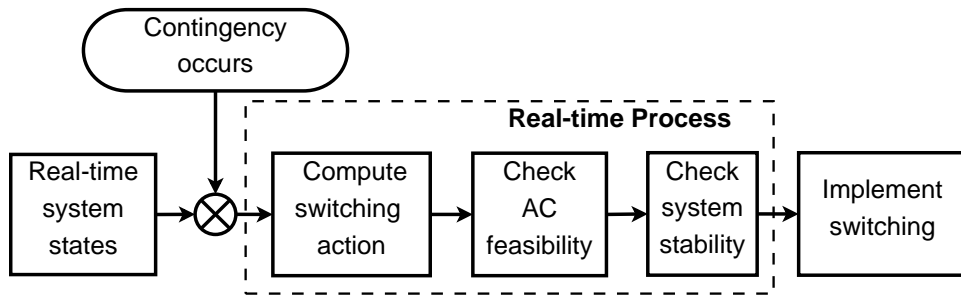 Contingency
occurs
Real-time Process
Real-time
system
states
Compute
switching
action
Check
AC
feasibility
Check
system
stability
Implement
switching